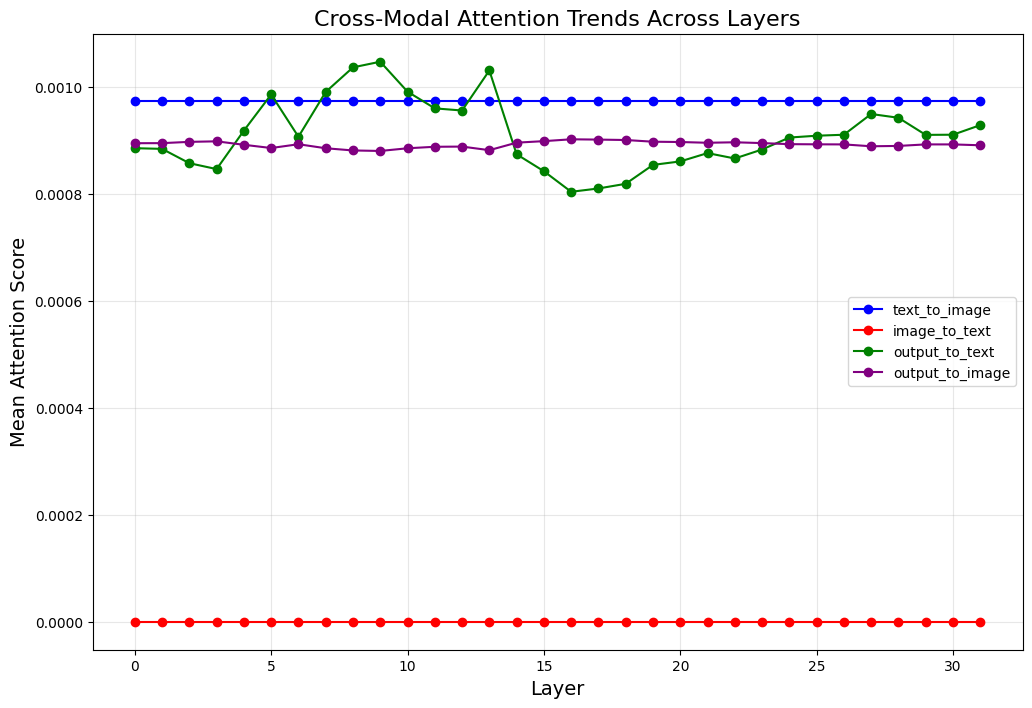 Cross-Modal Attention Trends Across Layers
Mean Attention Score
0.0010
0.0008
0.0006
0.0004
0.0002
0.0000
text_to_image
image_to_text
output_to_text
output_to_image
0 5 10 15 20 25 30
Layer